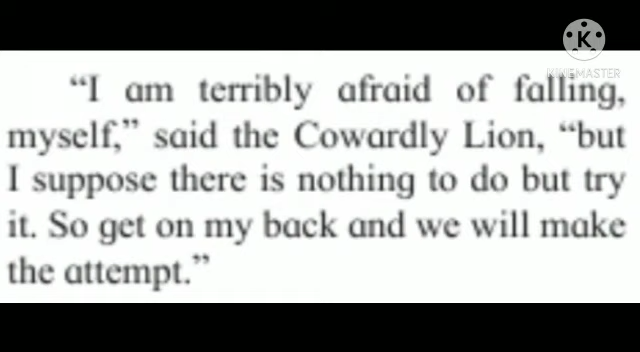 K
KINEMASTER
“I am terribly afraid of falling,
myself,” said the Cowardly Lion, “but
I suppose there is nothing to do but try
it. So get on my back and we will make
the attempt.”